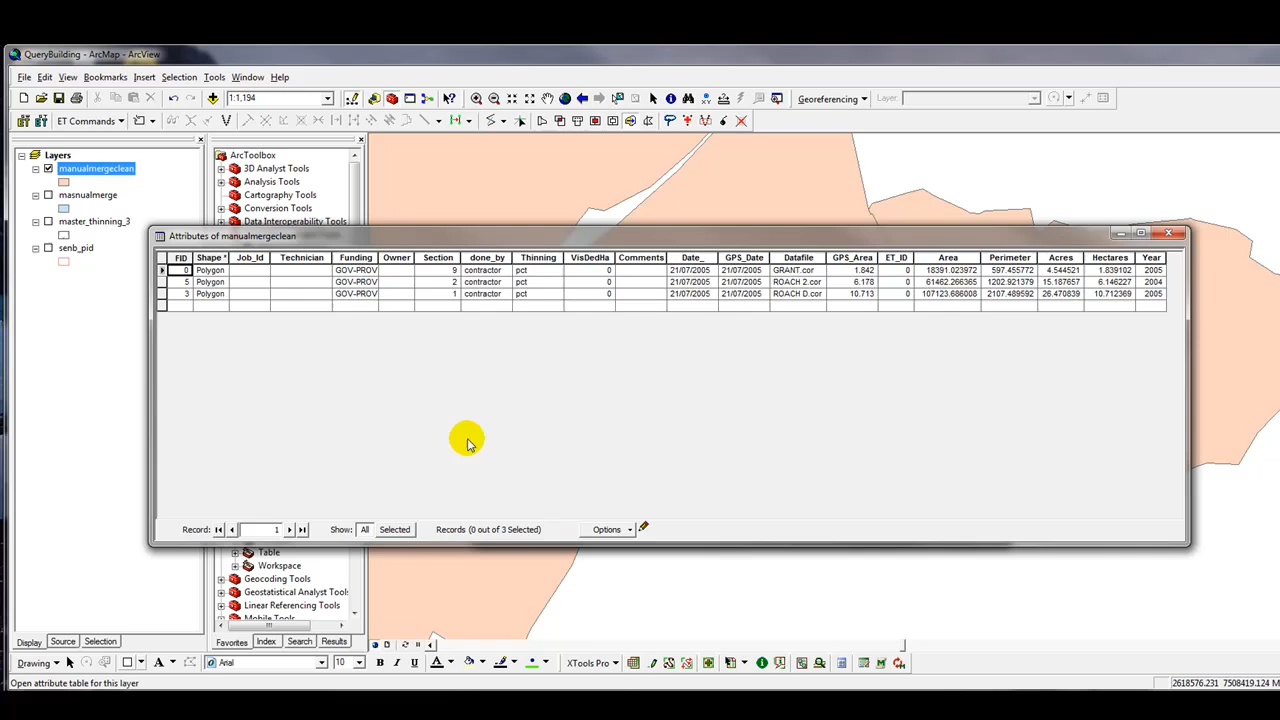 QueryBuilding - ArcMap - ArcView
File Edit View Bookmarks Insert Selection Tools Window Help
1:1,194 Georeferencing Layer:
ET Commands
Layers
manualmergeclean
masnualmerge
master_thinning_3
senb_pid
ArcToolbox
3D Analyst Tools
Analysis Tools
Cartography Tools
Conversion Tools
Data Interoperability Tools
Attributes of manualmergeclean
FID Shape * Job_Id Technician Funding Owner Section done_by Thinning VisDedHa Comments Date_ GPS_Date Datafile GPS_Area ET_ID Area Perimeter Acres Hectares Year
0 Polygon GOV-PROV 9 contractor pct 0 21/07/2005 21/07/2005 GRANT.cor 1.842 0 18391.023972 597.455772 4.544521 1.839102 2005
5 Polygon GOV-PROV 2 contractor pct 0 21/07/2005 21/07/2005 ROACH 2.cor 6.178 0 61462.266365 1202.921379 15.187657 6.146227 2004
3 Polygon GOV-PROV 1 contractor pct 0 21/07/2005 21/07/2005 ROACH D.cor 10.713 0 107123.686008 2107.489592 26.470839 10.712369 2005
Record: 1 Show: All Selected Records (0 out of 3 Selected) Options
Table
Workspace
Geocoding Tools
Geostatistical Analyst Tools
Linear Referencing Tools
Mobile Tools
Display Source Selection
Favorites Index Search Results
Drawing A Arial 10 B I U A XTools Pro
Open attribute table for this layer
2618576.231 7508419.124 M